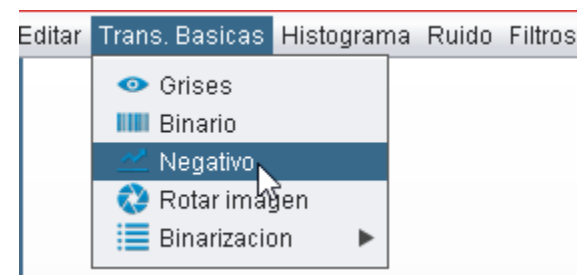 Editar Trans. Basicas Histograma Ruido Filtros
Grises
Binario
Negativo
Rotar imagen
Binarizacion